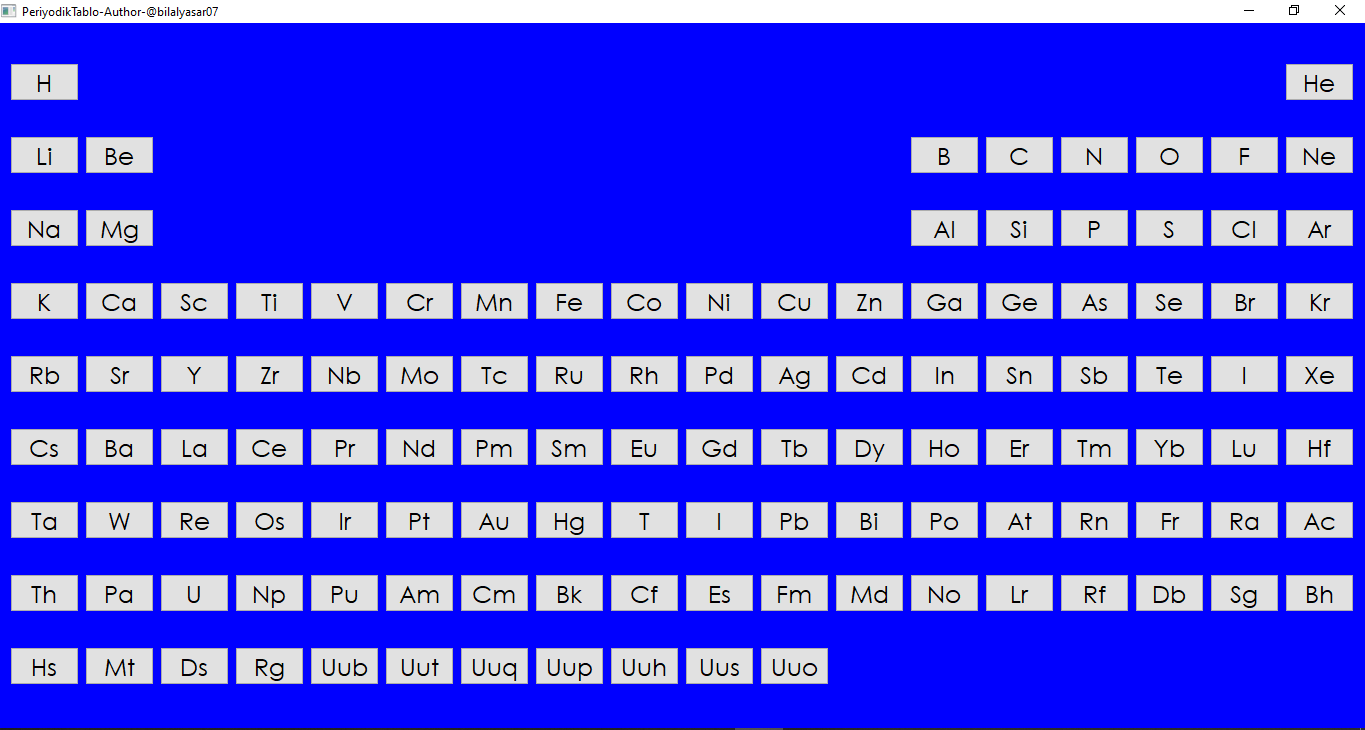 PeriyodikTablo-Author-@bilalyasar07
H He
Li Be B C N O F Ne
Na Mg Al Si P S Cl Ar
K Ca Sc Ti V Cr Mn Fe Co Ni Cu Zn Ga Ge As Se Br Kr
Rb Sr Y Zr Nb Mo Tc Ru Rh Pd Ag Cd In Sn Sb Te I Xe
Cs Ba La Ce Pr Nd Pm Sm Eu Gd Tb Dy Ho Er Tm Yb Lu Hf
Ta W Re Os Ir Pt Au Hg T l Pb Bi Po At Rn Fr Ra Ac
Th Pa U Np Pu Am Cm Bk Cf Es Fm Md No Lr Rf Db Sg Bh
Hs Mt Ds Rg Uub Uut Uuq Uup Uuh Uus Uuo